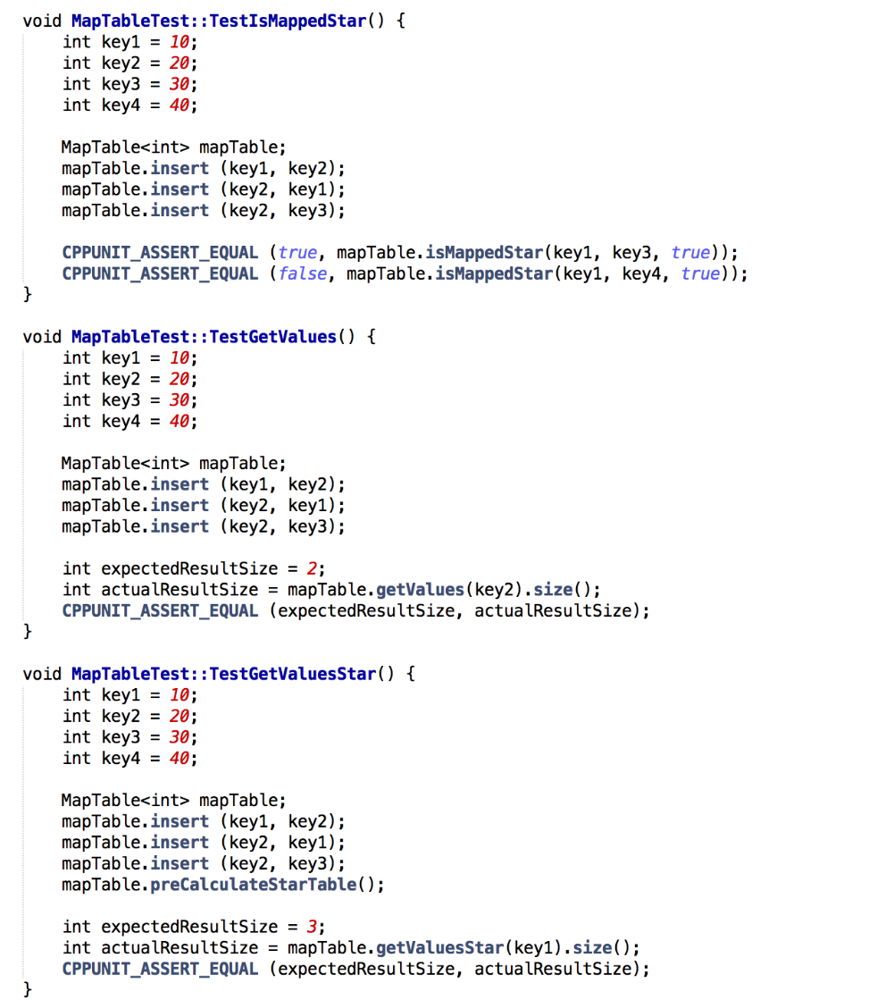 void MapTableTest::TestIsMappedStar() {
    int key1 = 10;
    int key2 = 20;
    int key3 = 30;
    int key4 = 40;

    MapTable<int> mapTable;
    mapTable.insert (key1, key2);
    mapTable.insert (key2, key1);
    mapTable.insert (key2, key3);

    CPPUNIT_ASSERT_EQUAL (true, mapTable.isMappedStar(key1, key3, true));
    CPPUNIT_ASSERT_EQUAL (false, mapTable.isMappedStar(key1, key4, true));
}

void MapTableTest::TestGetValues() {
    int key1 = 10;
    int key2 = 20;
    int key3 = 30;
    int key4 = 40;

    MapTable<int> mapTable;
    mapTable.insert (key1, key2);
    mapTable.insert (key2, key1);
    mapTable.insert (key2, key3);

    int expectedResultSize = 2;
    int actualResultSize = mapTable.getValues(key2).size();
    CPPUNIT_ASSERT_EQUAL (expectedResultSize, actualResultSize);
}

void MapTableTest::TestGetValuesStar() {
    int key1 = 10;
    int key2 = 20;
    int key3 = 30;
    int key4 = 40;

    MapTable<int> mapTable;
    mapTable.insert (key1, key2);
    mapTable.insert (key2, key1);
    mapTable.insert (key2, key3);
    mapTable.preCalculateStarTable();

    int expectedResultSize = 3;
    int actualResultSize = mapTable.getValuesStar(key1).size();
    CPPUNIT_ASSERT_EQUAL (expectedResultSize, actualResultSize);
}